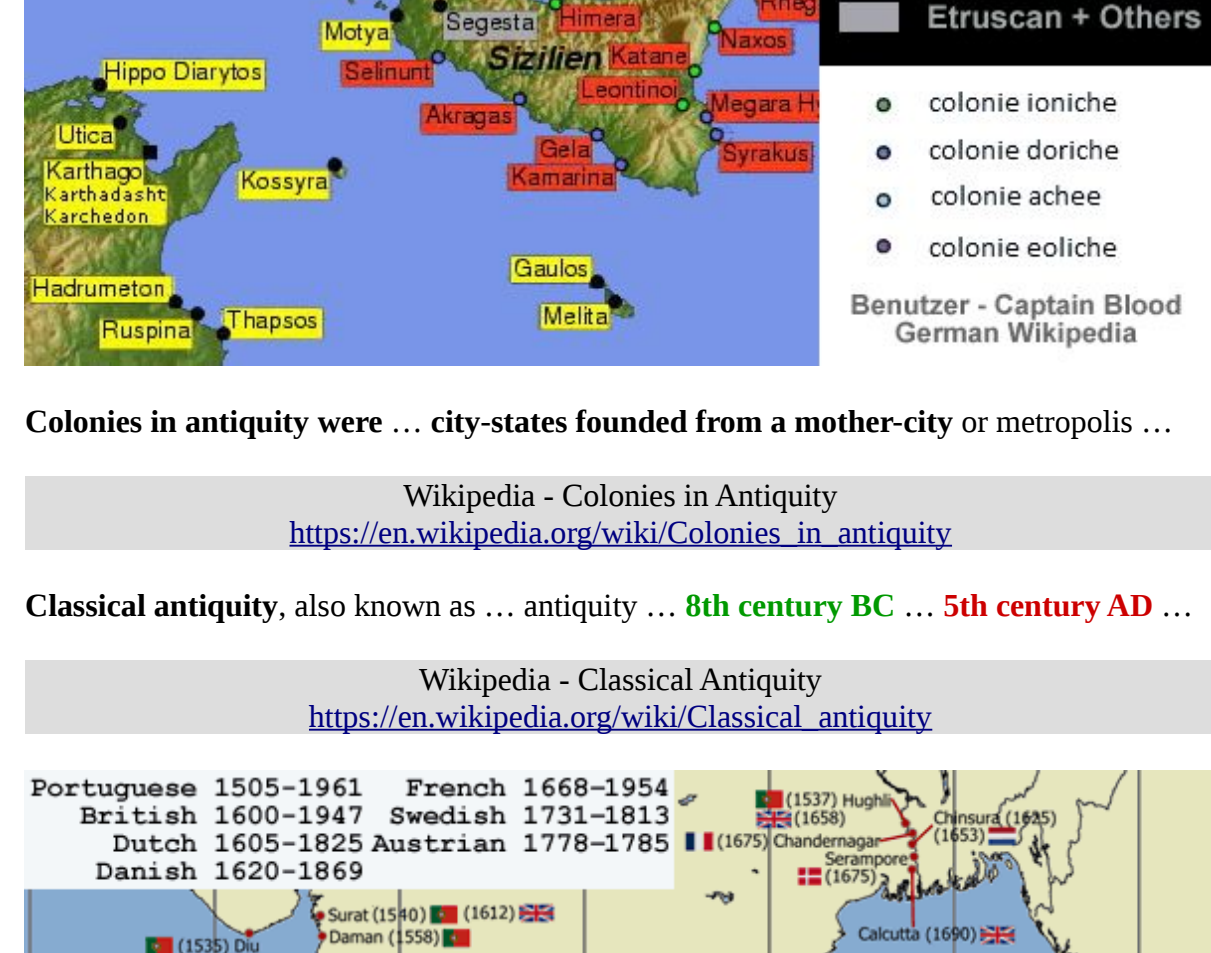 Segesta
Himera
Motya
Naxos
Sizilien
Katane
Selinunt
Hippo Diarytos
Leontinoi
Akragas
Megara
Utica
Gela
Syrakus
Karthago
Karthadasht
Karchedon
Kossyra
Kamarina
Gaulos
Hadrumeton
Melita
Ruspina
Thapsos
Etruscan + Others
colonie ioniche
colonie doriche
colonie achee
colonie eoliche
Benutzer - Captain Blood
German Wikipedia
Colonies in antiquity were … city-states founded from a mother-city or metropolis …
Wikipedia - Colonies in Antiquity
https://en.wikipedia.org/wiki/Colonies_in_antiquity
Classical antiquity, also known as … antiquity … 8th century BC … 5th century AD …
Wikipedia - Classical Antiquity
https://en.wikipedia.org/wiki/Classical_antiquity
Portuguese 1505–1961 French 1668–1954
British 1600–1947 Swedish 1731–1813
Dutch 1605–1825 Austrian 1778–1785
Danish 1620–1869
(1537) Hughli
(1658)
Chinsura (1625)
(1653)
(1675) Chandernagar
Serampore
(1675)
Surat (1540) (1612)
Daman (1558)
(1535) Diu
Calcutta (1690)